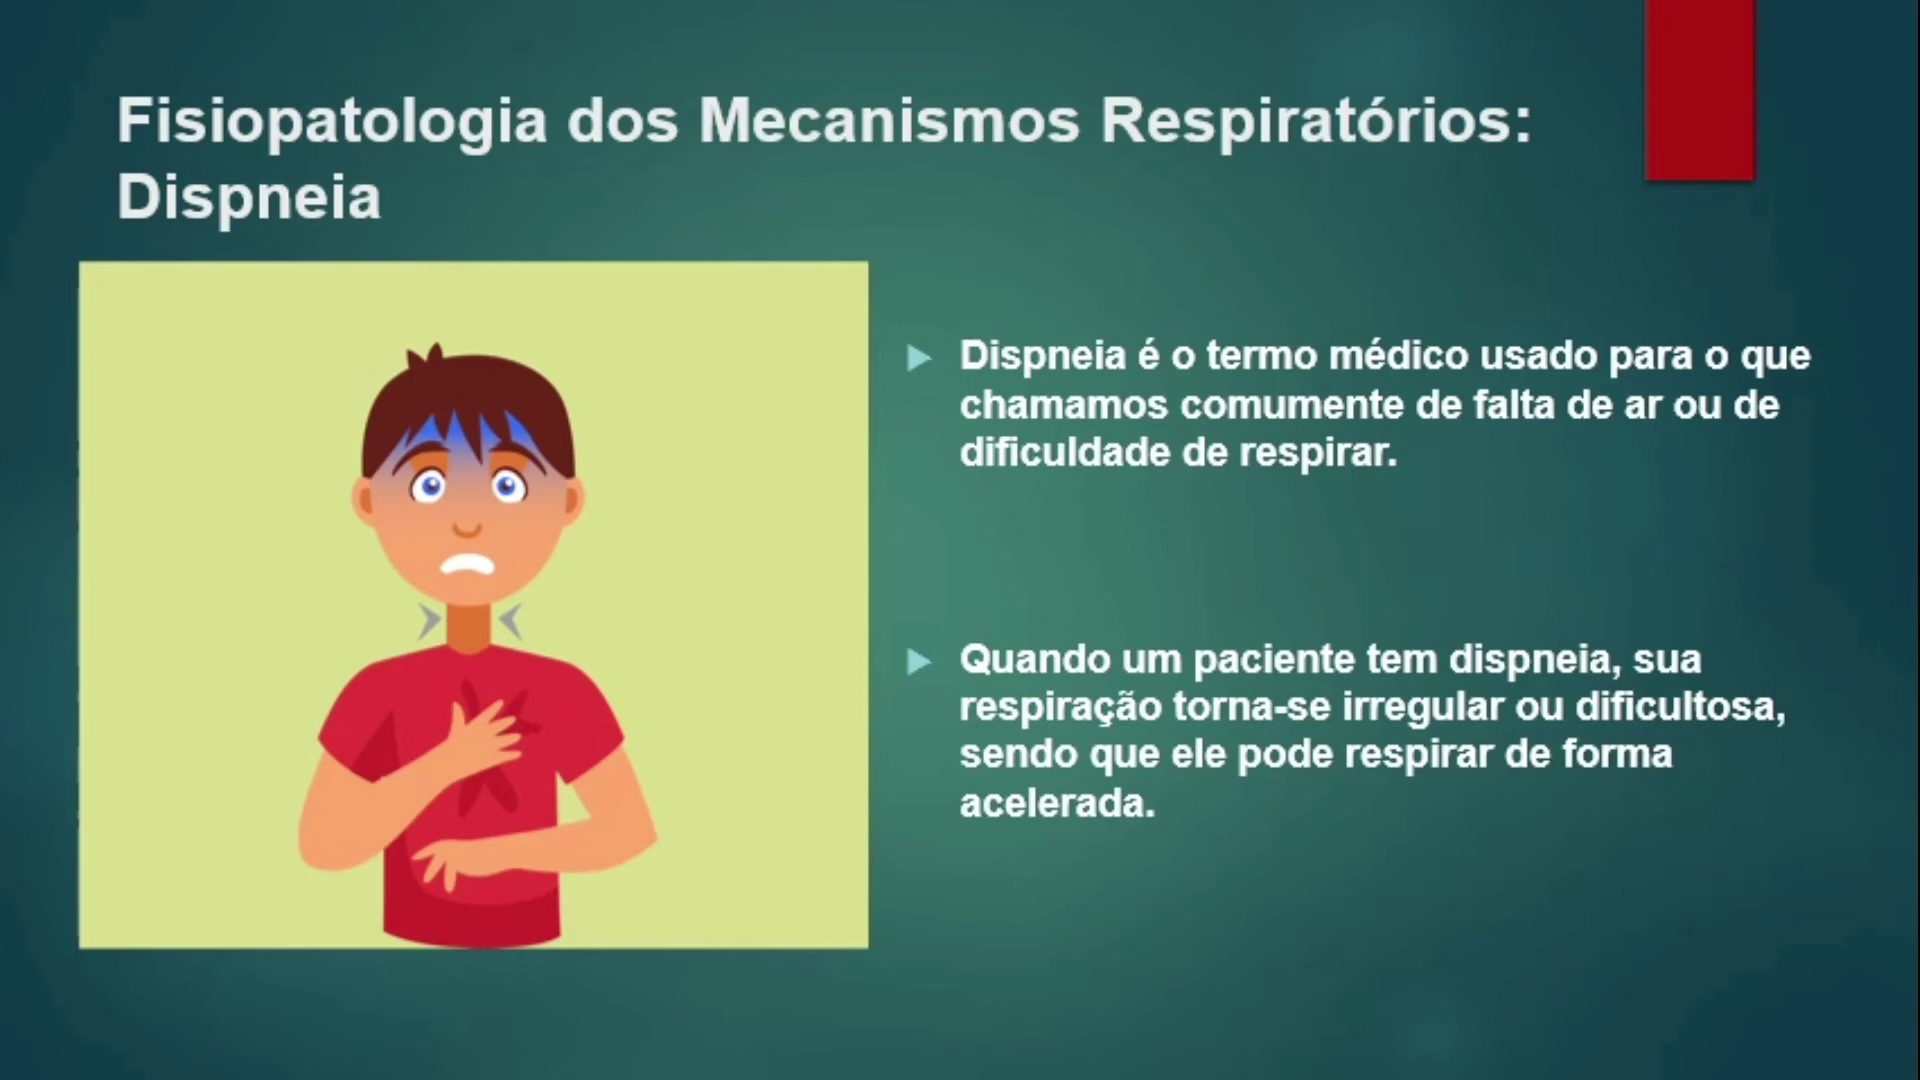 Fisiopatologia dos Mecanismos Respiratórios:
Dispneia
Dispneia é o termo médico usado para o que
chamamos comumente de falta de ar ou de
dificuldade de respirar.
Quando um paciente tem dispneia, sua
respiração torna-se irregular ou dificultosa,
sendo que ele pode respirar de forma
acelerada.